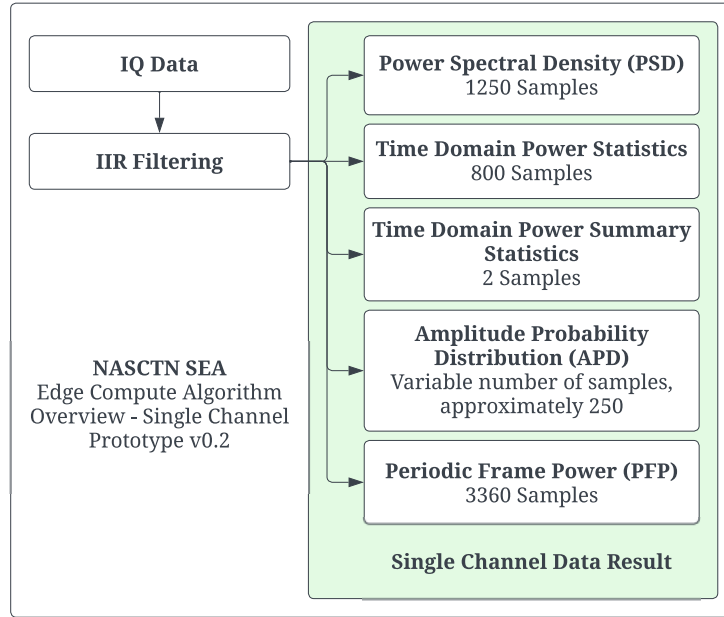 IQ Data
IIR Filtering
NASCTN SEA
Edge Compute Algorithm
Overview - Single Channel
Prototype v0.2
Power Spectral Density (PSD)
1250 Samples
Time Domain Power Statistics
800 Samples
Time Domain Power Summary
Statistics
2 Samples
Amplitude Probability
Distribution (APD)
Variable number of samples,
approximately 250
Periodic Frame Power (PFP)
3360 Samples
Single Channel Data Result